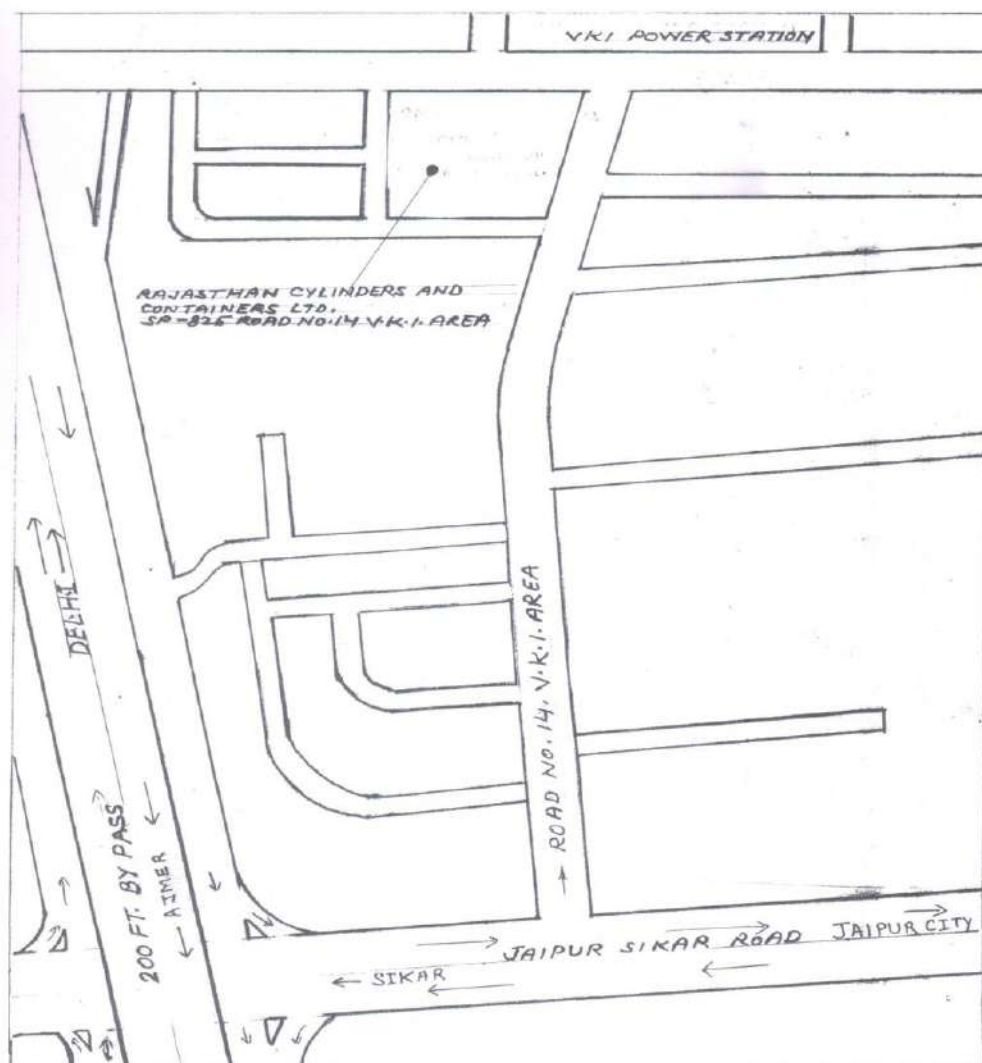 VKI POWER STATION
RAJASTHAN CYLINDERS AND
CONTAINERS LTD.
SP-825 ROAD NO.14 V.K.I. AREA
DELHI
ROAD NO. 14. V.K.I. AREA
200 FT. BY PASS
AJMER
JAIPUR SIKAR ROAD
JAIPUR CITY
SIKAR